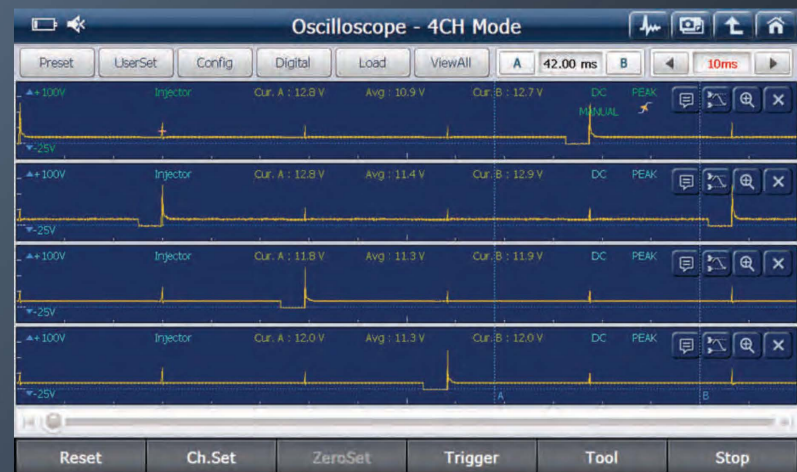 Oscilloscope - 4CH Mode
Preset UserSet Config Digital Load ViewAll A 42.00 ms B 10ms
+100V Injector Cur. A : 12.8 V Avg : 10.9 V Cur. B : 12.7 V DC PEAK
MANUAL
-25V
+100V Injector Cur. A : 12.8 V Avg : 11.4 V Cur. B : 12.9 V DC PEAK
-25V
+100V Injector Cur. A : 11.8 V Avg : 11.3 V Cur. B : 11.9 V DC PEAK
-25V
+100V Injector Cur. A : 12.0 V Avg : 11.3 V Cur. B : 12.0 V DC PEAK
-25V A B
Reset Ch.Set ZeroSet Trigger Tool Stop